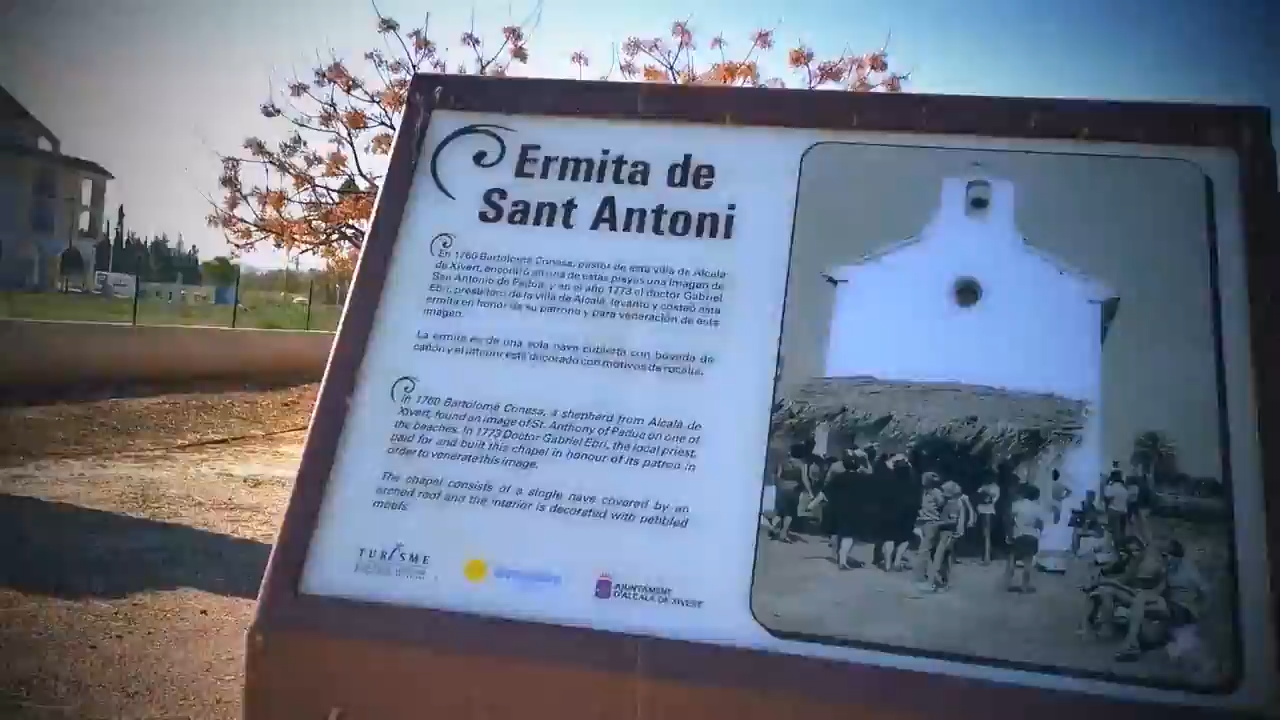 Ermita de
Sant Antoni
En 1760 Bartolomé Conesa, pastor de esta villa de Alcalà
de Xivert, encontró en una de estas playas una imagen de
San Antonio de Padua, y en el año 1773 el doctor Gabriel
Ebri, presbítero de la villa de Alcalà, levantó y costeó esta
ermita en honor de su patrono y para veneración de esta
imagen.
La ermita es de una sola nave cubierta con bóveda de
cañón y el interior está decorado con motivos de rocalla.
In 1760 Bartolomé Conesa, a shepherd from Alcalà de
Xivert, found an image of St. Anthony of Padua on one of
the beaches. In 1773 Doctor Gabriel Ebri, the local priest,
paid for and built this chapel in honour of its patron in
order to venerate this image.
The chapel consists of a single nave covered by an
arched roof and the interior is decorated with pebbled
motifs.
TURISME
AJUNTAMENT
D'ALCALÀ DE XIVERT